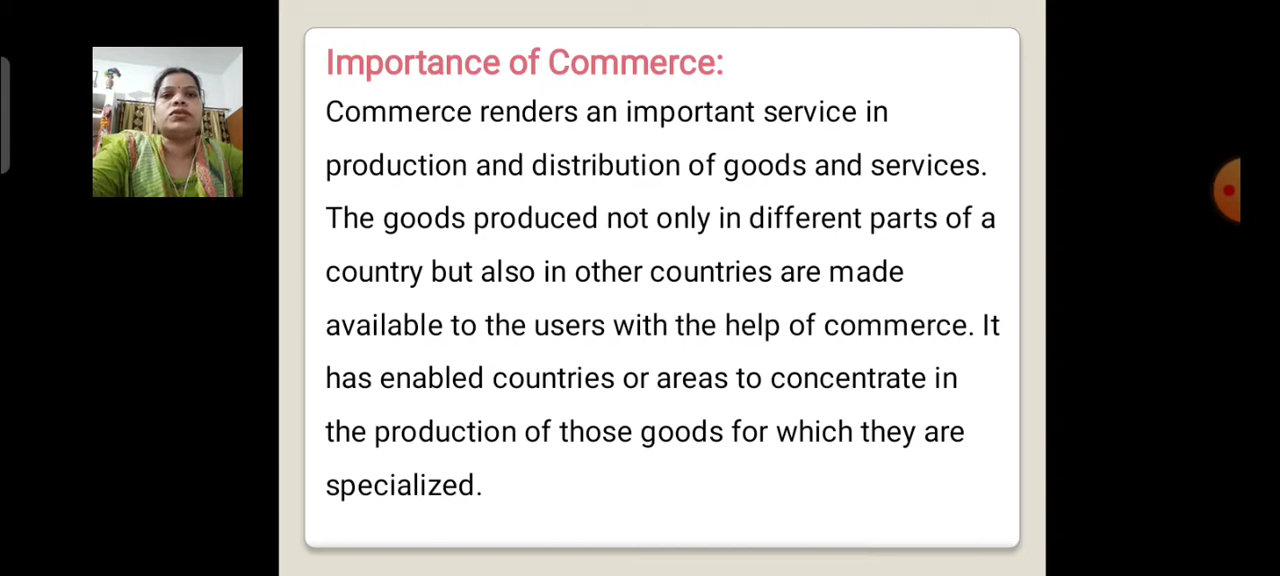 Importance of Commerce:
Commerce renders an important service in
production and distribution of goods and services.
The goods produced not only in different parts of a
country but also in other countries are made
available to the users with the help of commerce. It
has enabled countries or areas to concentrate in
the production of those goods for which they are
specialized.